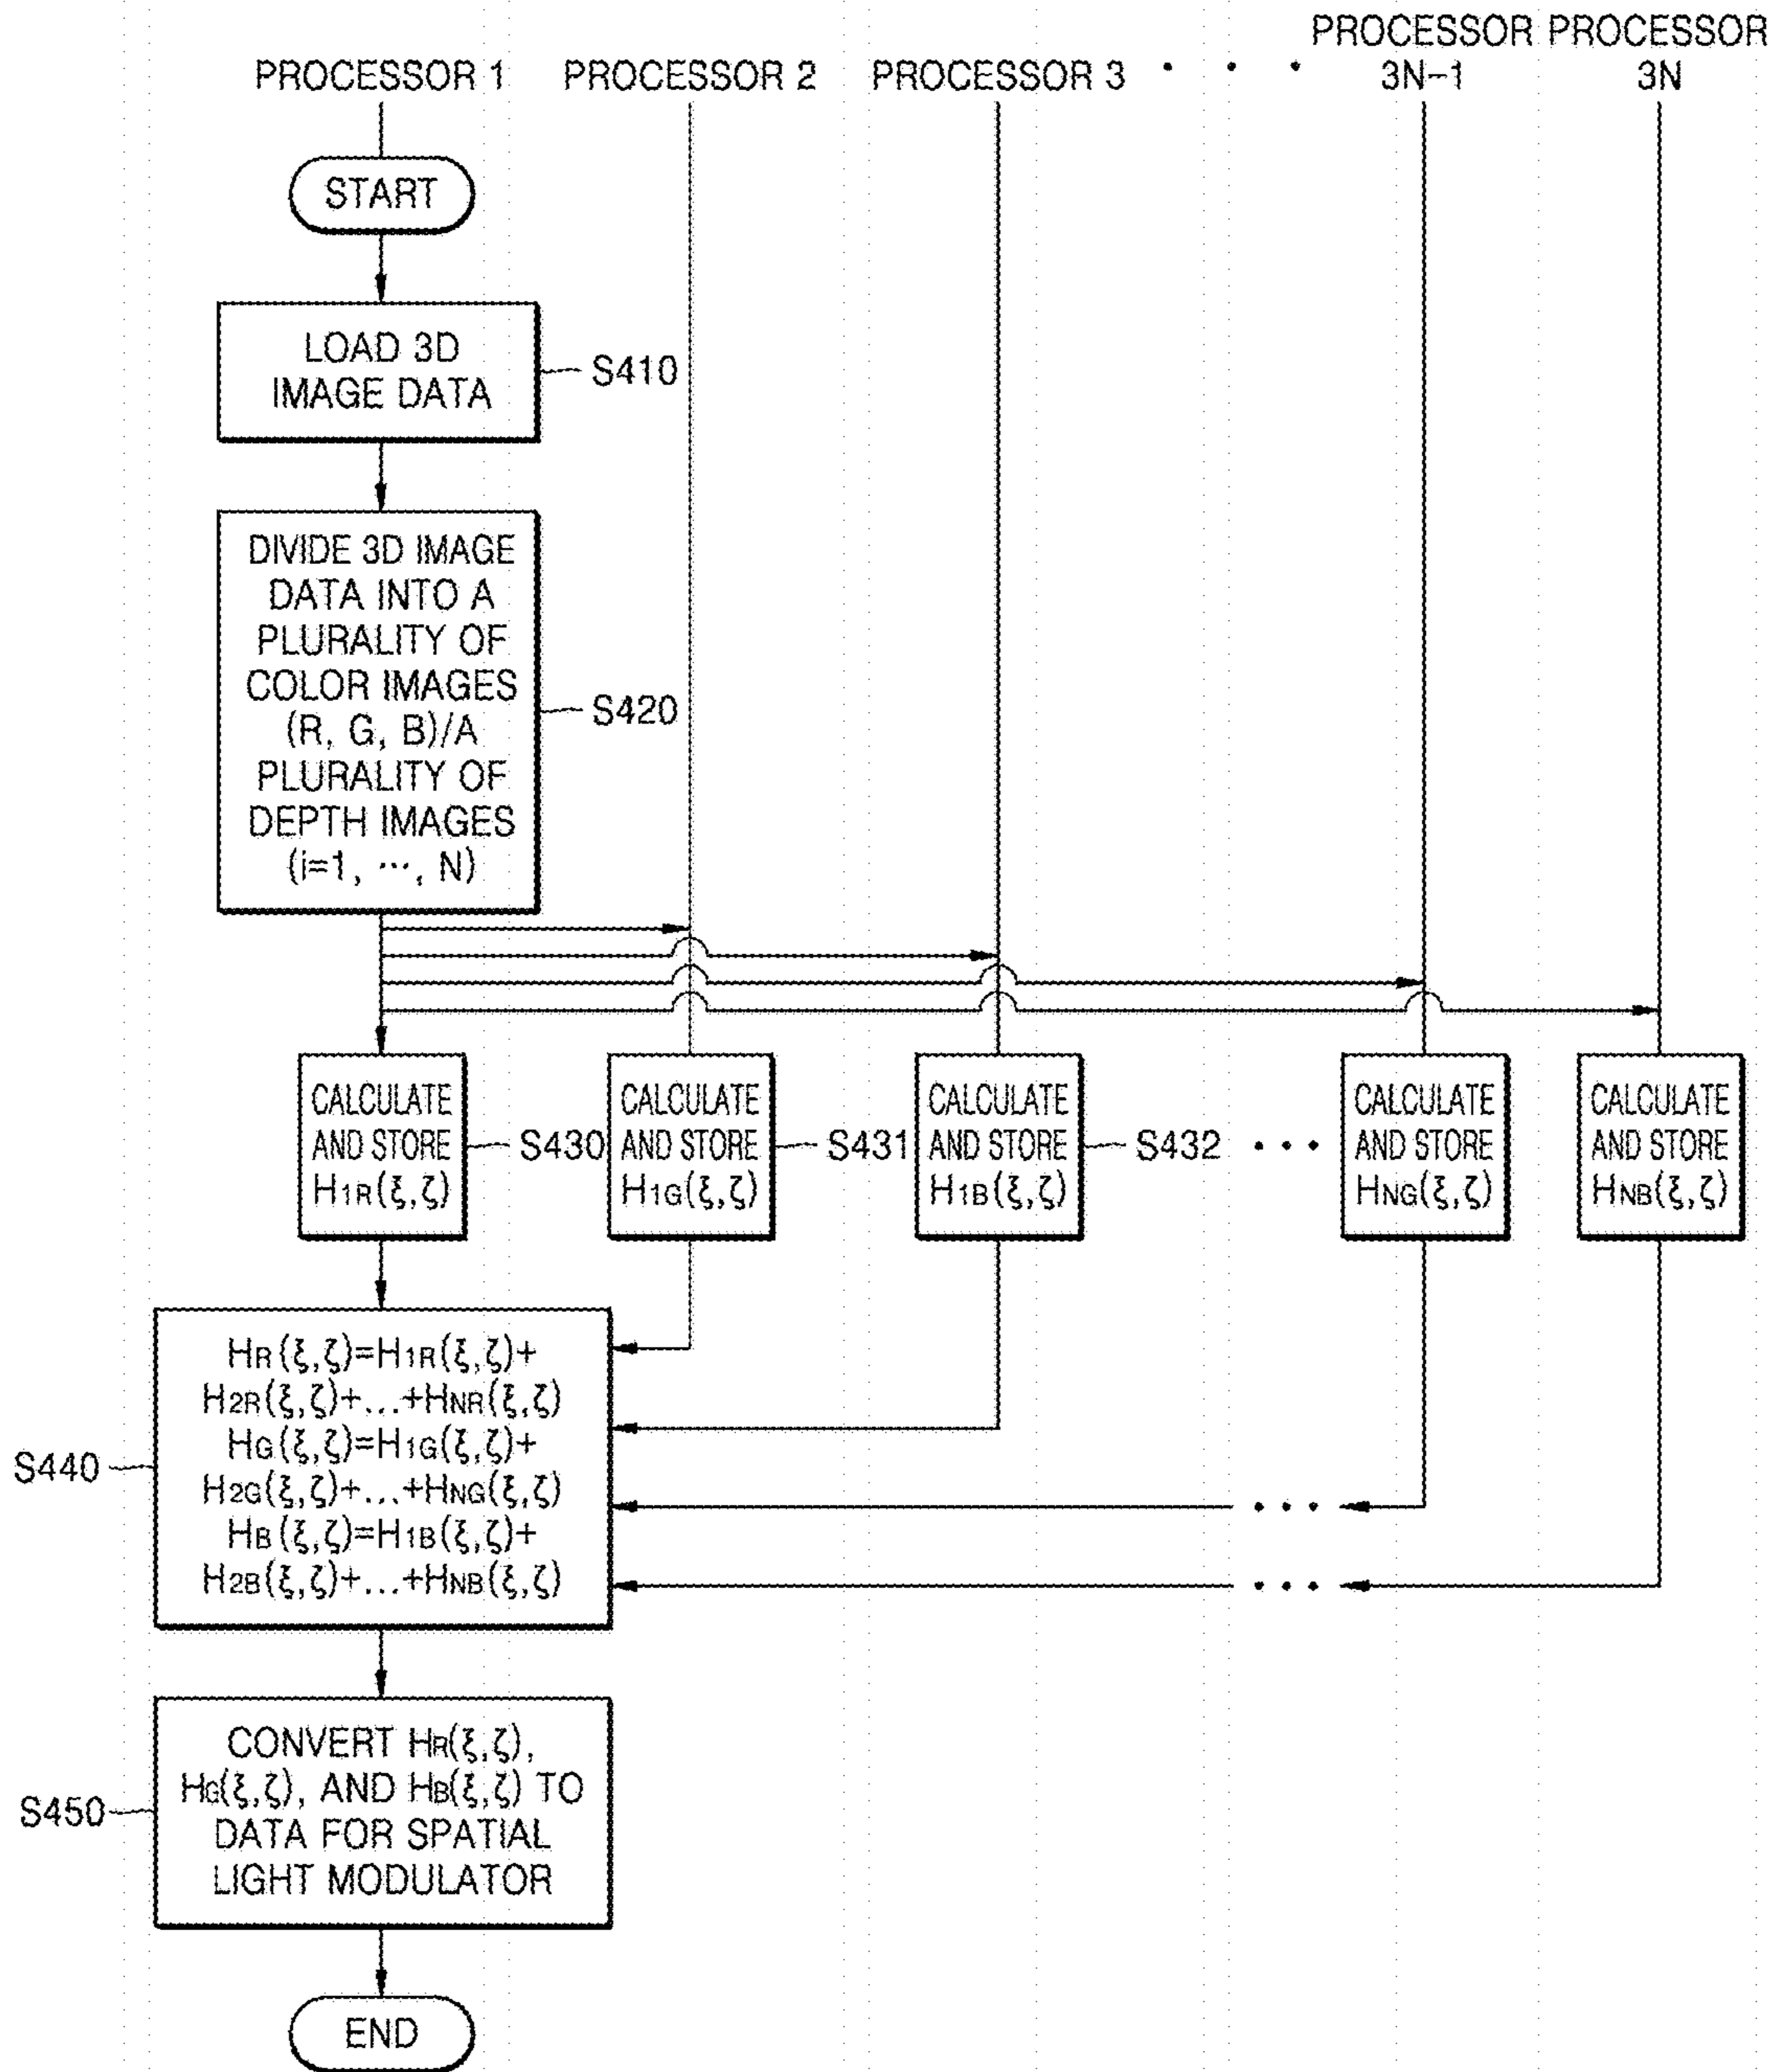 PROCESSOR 1
PROCESSOR 2
PROCESSOR 3
• • •
PROCESSOR
3N-1
PROCESSOR
3N
START
LOAD 3D
IMAGE DATA
S410
DIVIDE 3D IMAGE
DATA INTO A
PLURALITY OF
COLOR IMAGES
(R, G, B)/A
PLURALITY OF
DEPTH IMAGES
(i=1, ···, N)
S420
CALCULATE
AND STORE
H1R(ξ,ζ)
S430
CALCULATE
AND STORE
H1G(ξ,ζ)
S431
CALCULATE
AND STORE
H1B(ξ,ζ)
S432
• • •
CALCULATE
AND STORE
HNG(ξ,ζ)
CALCULATE
AND STORE
HNB(ξ,ζ)
HR(ξ,ζ)=H1R(ξ,ζ)+
H2R(ξ,ζ)+...+HNR(ξ,ζ)
HG(ξ,ζ)=H1G(ξ,ζ)+
H2G(ξ,ζ)+...+HNG(ξ,ζ)
HB(ξ,ζ)=H1B(ξ,ζ)+
H2B(ξ,ζ)+...+HNB(ξ,ζ)
S440
• • •
• • •
CONVERT HR(ξ,ζ),
HG(ξ,ζ), AND HB(ξ,ζ) TO
DATA FOR SPATIAL
LIGHT MODULATOR
S450
END